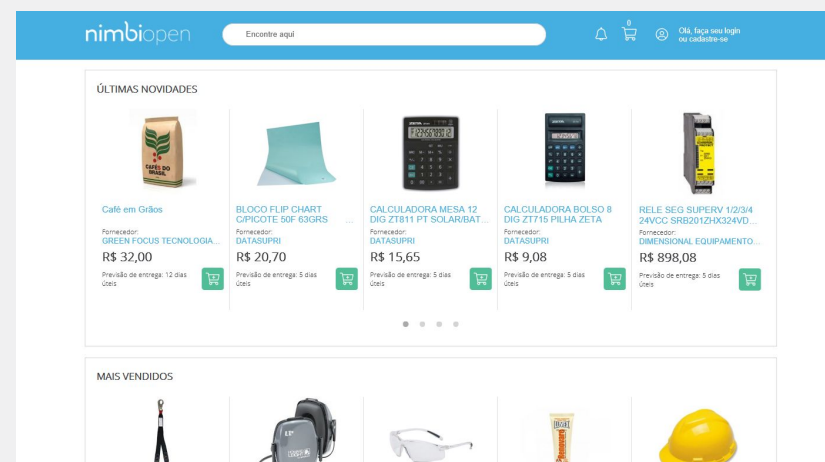 nimbiopen
Encontre aqui
0
Olá, faça seu login
ou cadastre-se
ÚLTIMAS NOVIDADES
CAFÉS DO
BRASIL
Café em Grãos
Fornecedor:
GREEN FOCUS TECNOLOGIA...
R$ 32,00
Previsão de entrega: 12 dias
úteis
BLOCO FLIP CHART
C/PICOTE 50F 63GRS ...
Fornecedor:
DATASUPRI
R$ 20,70
Previsão de entrega: 5 dias
úteis
CALCULADORA MESA 12
DIG ZT811 PT SOLAR/BAT...
Fornecedor:
DATASUPRI
R$ 15,65
Previsão de entrega: 5 dias
úteis
CALCULADORA BOLSO 8
DIG ZT715 PILHA ZETA
Fornecedor:
DATASUPRI
R$ 9,08
Previsão de entrega: 5 dias
úteis
RELE SEG SUPERV 1/2/3/4
24VCC SRB201ZHX324VD...
Fornecedor:
DIMENSIONAL EQUIPAMENTO...
R$ 898,08
Previsão de entrega: 5 dias
úteis
MAIS VENDIDOS